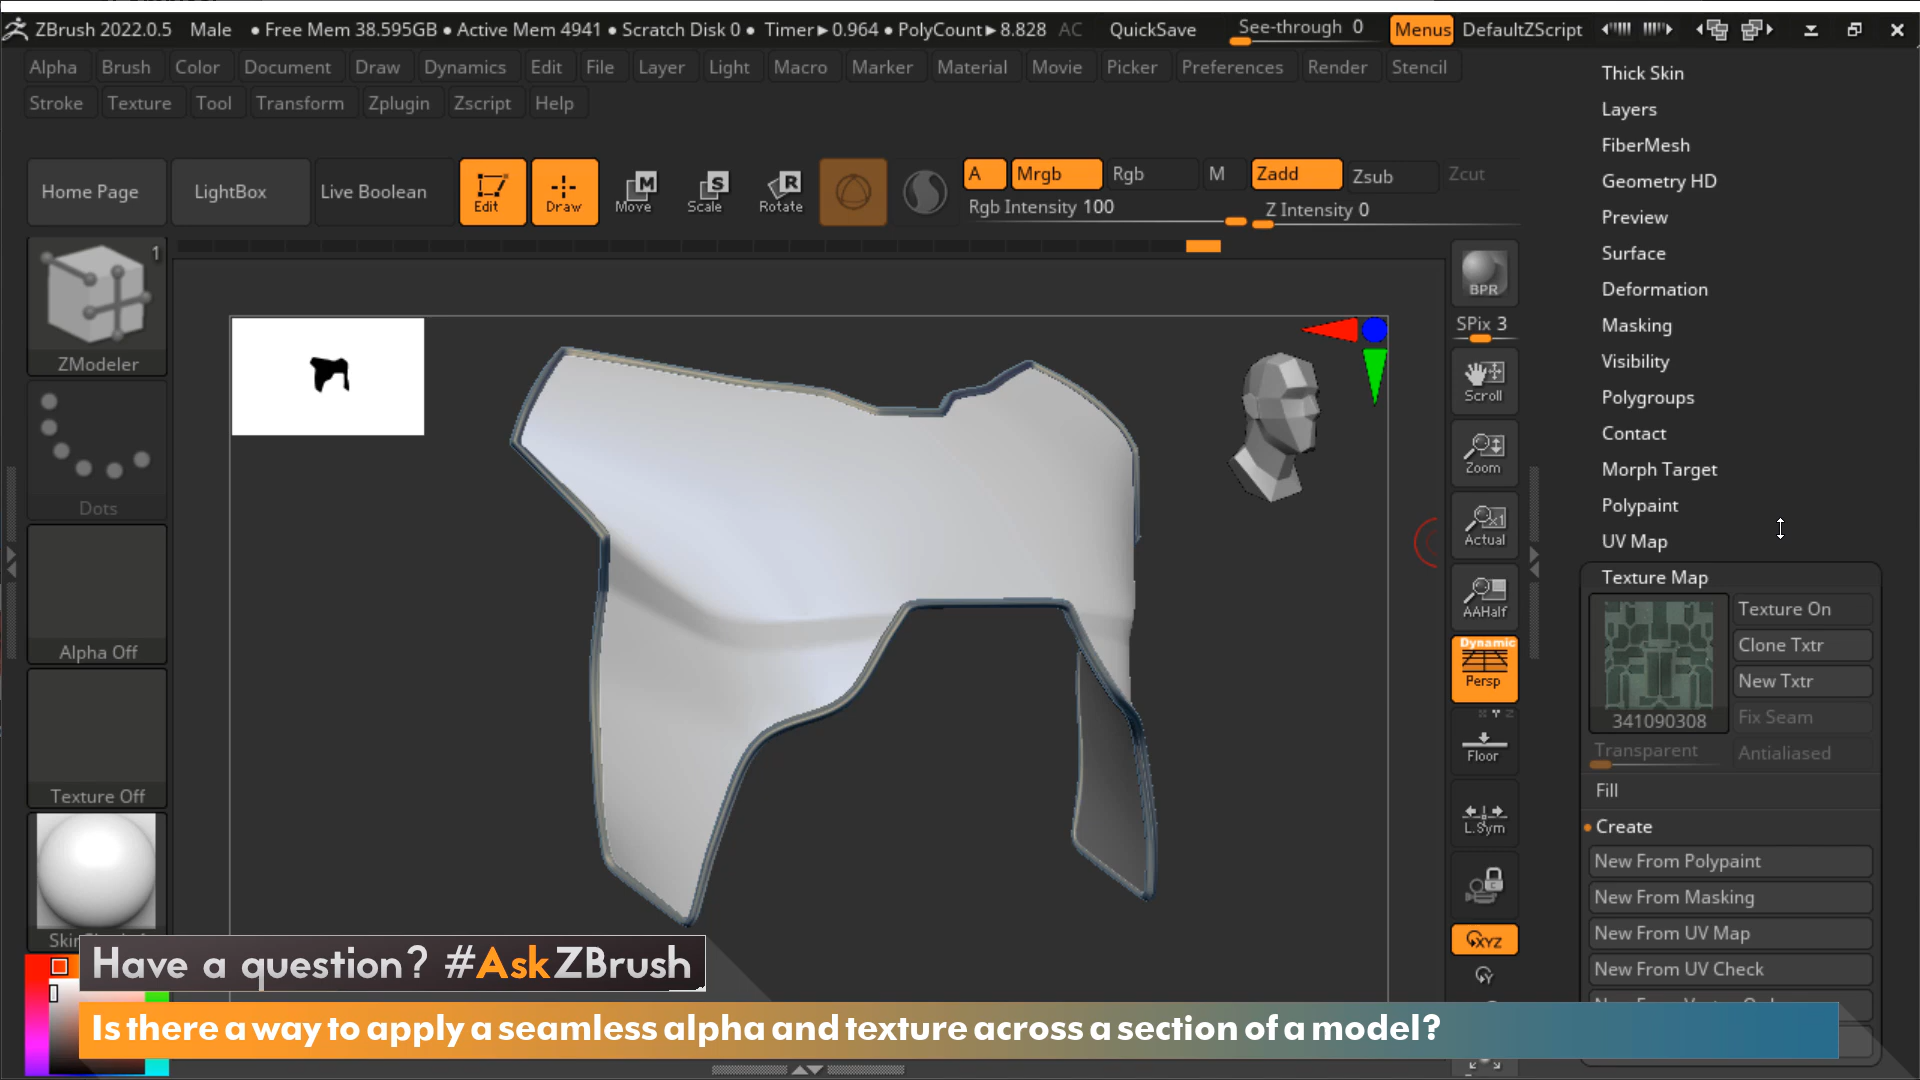 ZBrush 2022.0.5 Male • Free Mem 38.595GB • Active Mem 4941 • Scratch Disk 0 • Timer▶0.964 • PolyCount▶8.828 AC QuickSave See-through 0 Menus DefaultZScript
Alpha Brush Color Document Draw Dynamics Edit File Layer Light Macro Marker Material Movie Picker Preferences Render Stencil
Stroke Texture Tool Transform Zplugin Zscript Help
Home Page LightBox Live Boolean Edit Draw Move Scale Rotate
M S R
A Mrgb Rgb M Zadd Zsub Zcut
Rgb Intensity 100 Z Intensity 0
1
ZModeler
Dots
Alpha Off
Texture Off
BPR
SPix 3
Scroll
Zoom
x1
Actual
AAHalf
Dynamic
Persp
X Y Z
Floor
L.Sym
XYZ
Y
Thick Skin
Layers
FiberMesh
Geometry HD
Preview
Surface
Deformation
Masking
Visibility
Polygroups
Contact
Morph Target
Polypaint
UV Map
Texture Map
Texture On
Clone Txtr
New Txtr
341090308
Fix Seam
Transparent
Antialiased
Fill
Create
New From Polypaint
New From Masking
New From UV Map
New From UV Check
Have a question? #AskZBrush
Is there a way to apply a seamless alpha and texture across a section of a model?